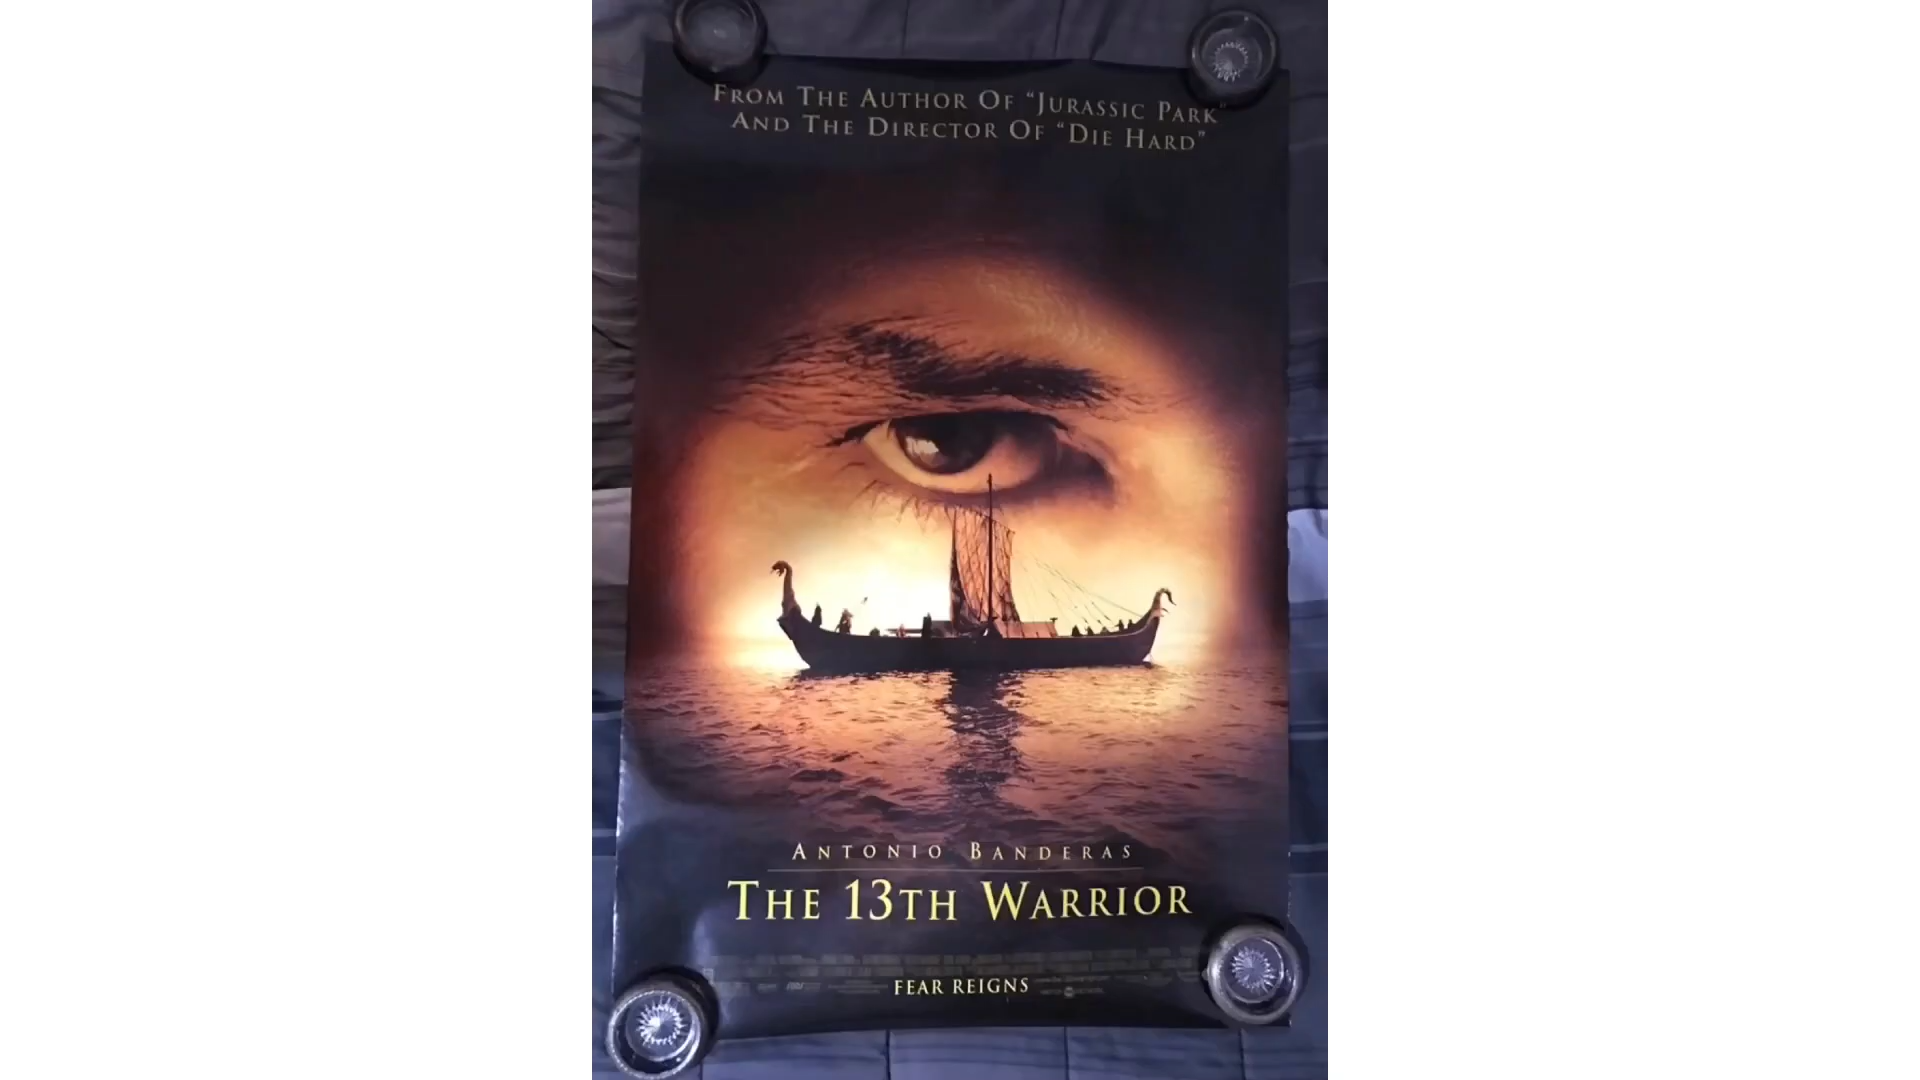 FROM THE AUTHOR OF "JURASSIC PARK"
AND THE DIRECTOR OF "DIE HARD"
ANTONIO BANDERAS
THE 13TH WARRIOR
FEAR REIGNS